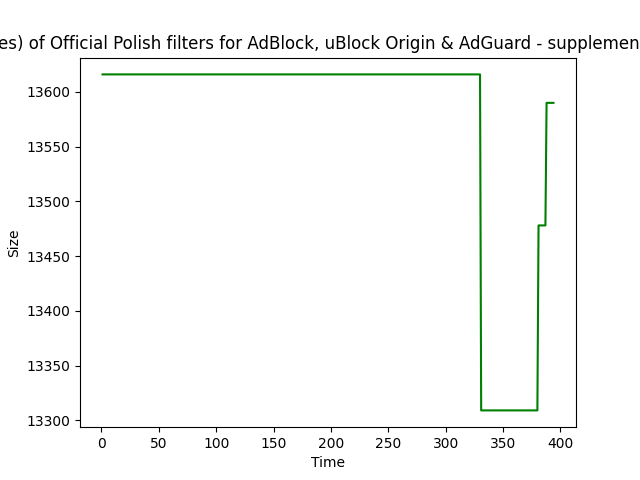 es) of Official Polish filters for AdBlock, uBlock Origin & AdGuard - supplemen
13600
13550
13500
13450
13400
13350
13300
Size
0 50 100 150 200 250 300 350 400
Time